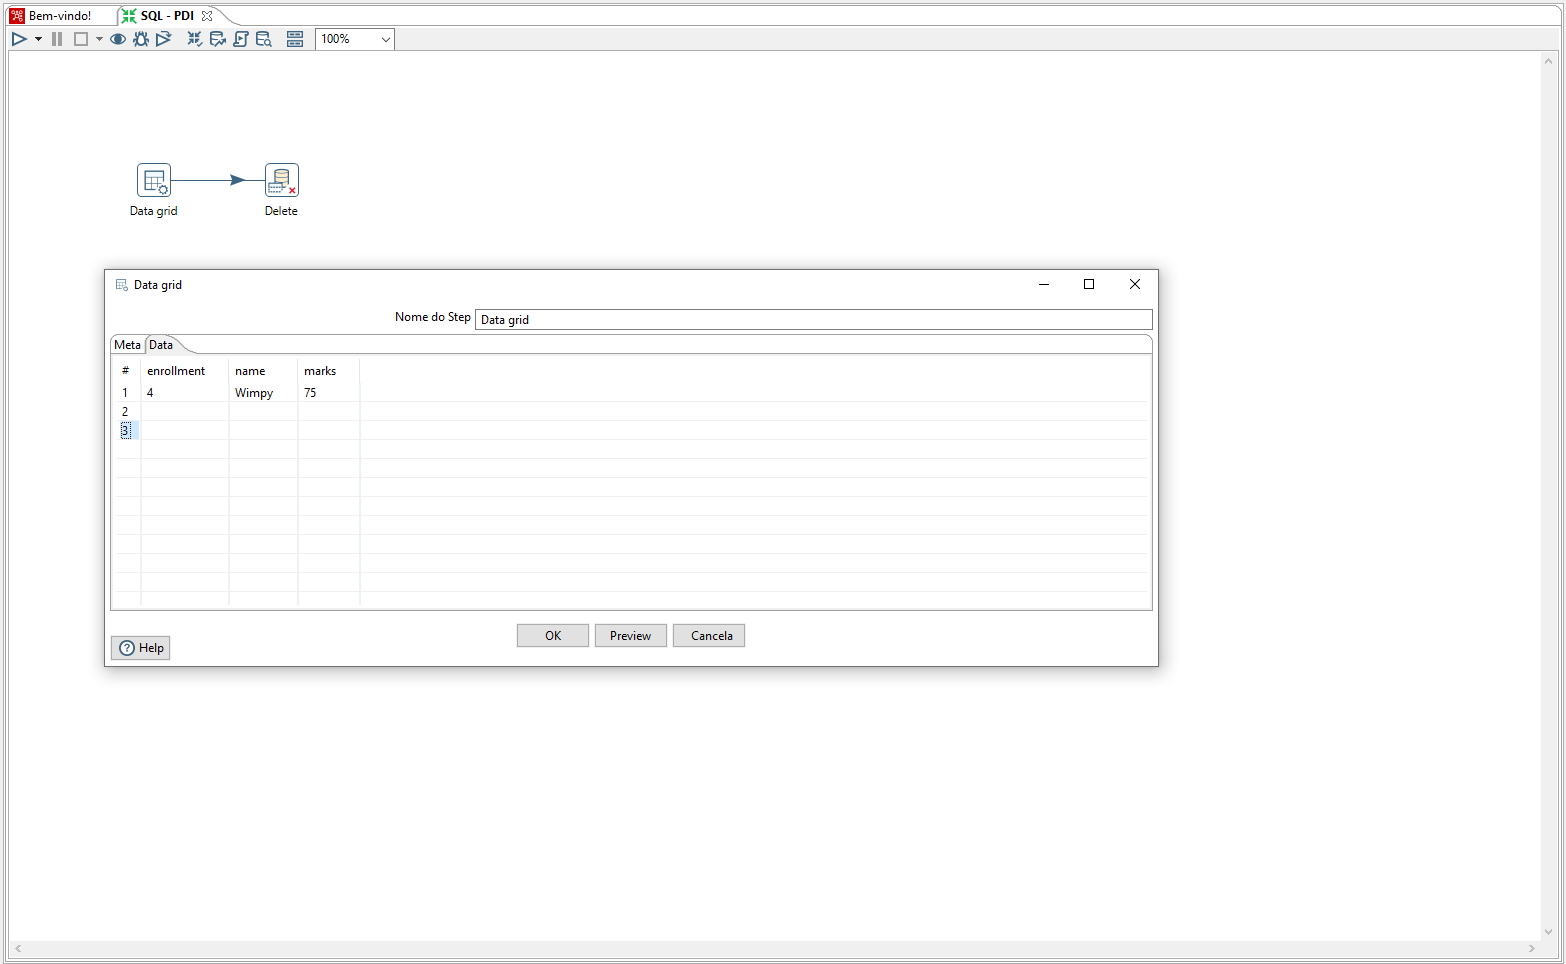 Bem-vindo!
SQL - PDI
100%
Data grid
Delete
Data grid
Nome do Step
Data grid
Meta
Data
# enrollment name marks
1 4 Wimpy 75
2
3
OK
Preview
Cancela
Help